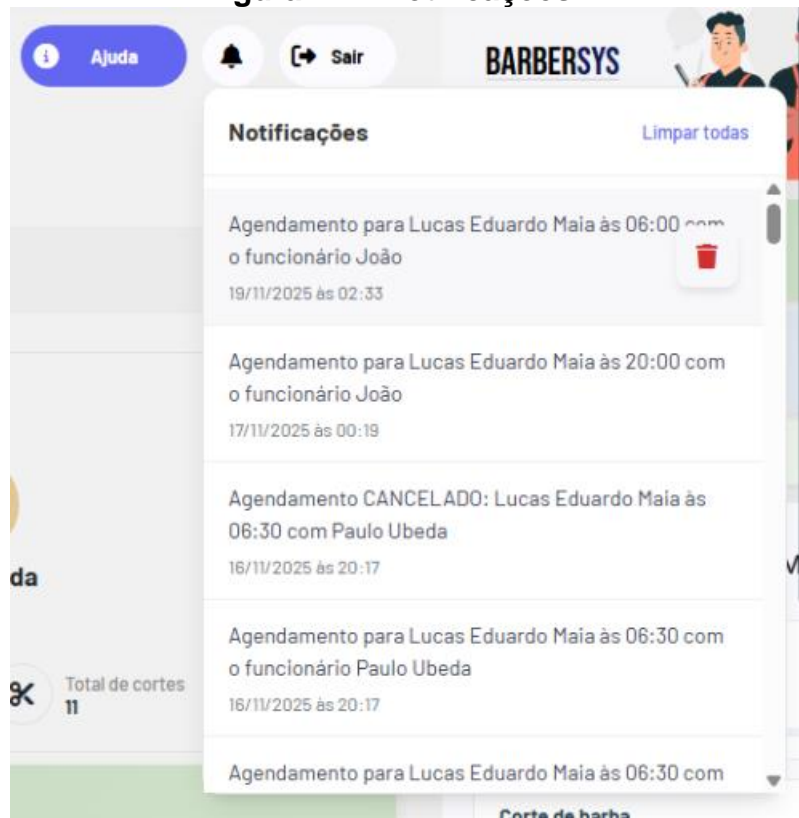 Ajuda
Sair
BARBERSYS
Notificações
Limpar todas
Agendamento para Lucas Eduardo Maia às 06:00 com
o funcionário João
19/11/2025 às 02:33
Agendamento para Lucas Eduardo Maia às 20:00 com
o funcionário João
17/11/2025 às 00:19
Agendamento CANCELADO: Lucas Eduardo Maia às
06:30 com Paulo Ubeda
16/11/2025 às 20:17
da
Agendamento para Lucas Eduardo Maia às 06:30 com
o funcionário Paulo Ubeda
16/11/2025 às 20:17
Total de cortes
11
Agendamento para Lucas Eduardo Maia às 06:30 com
Corte de barba